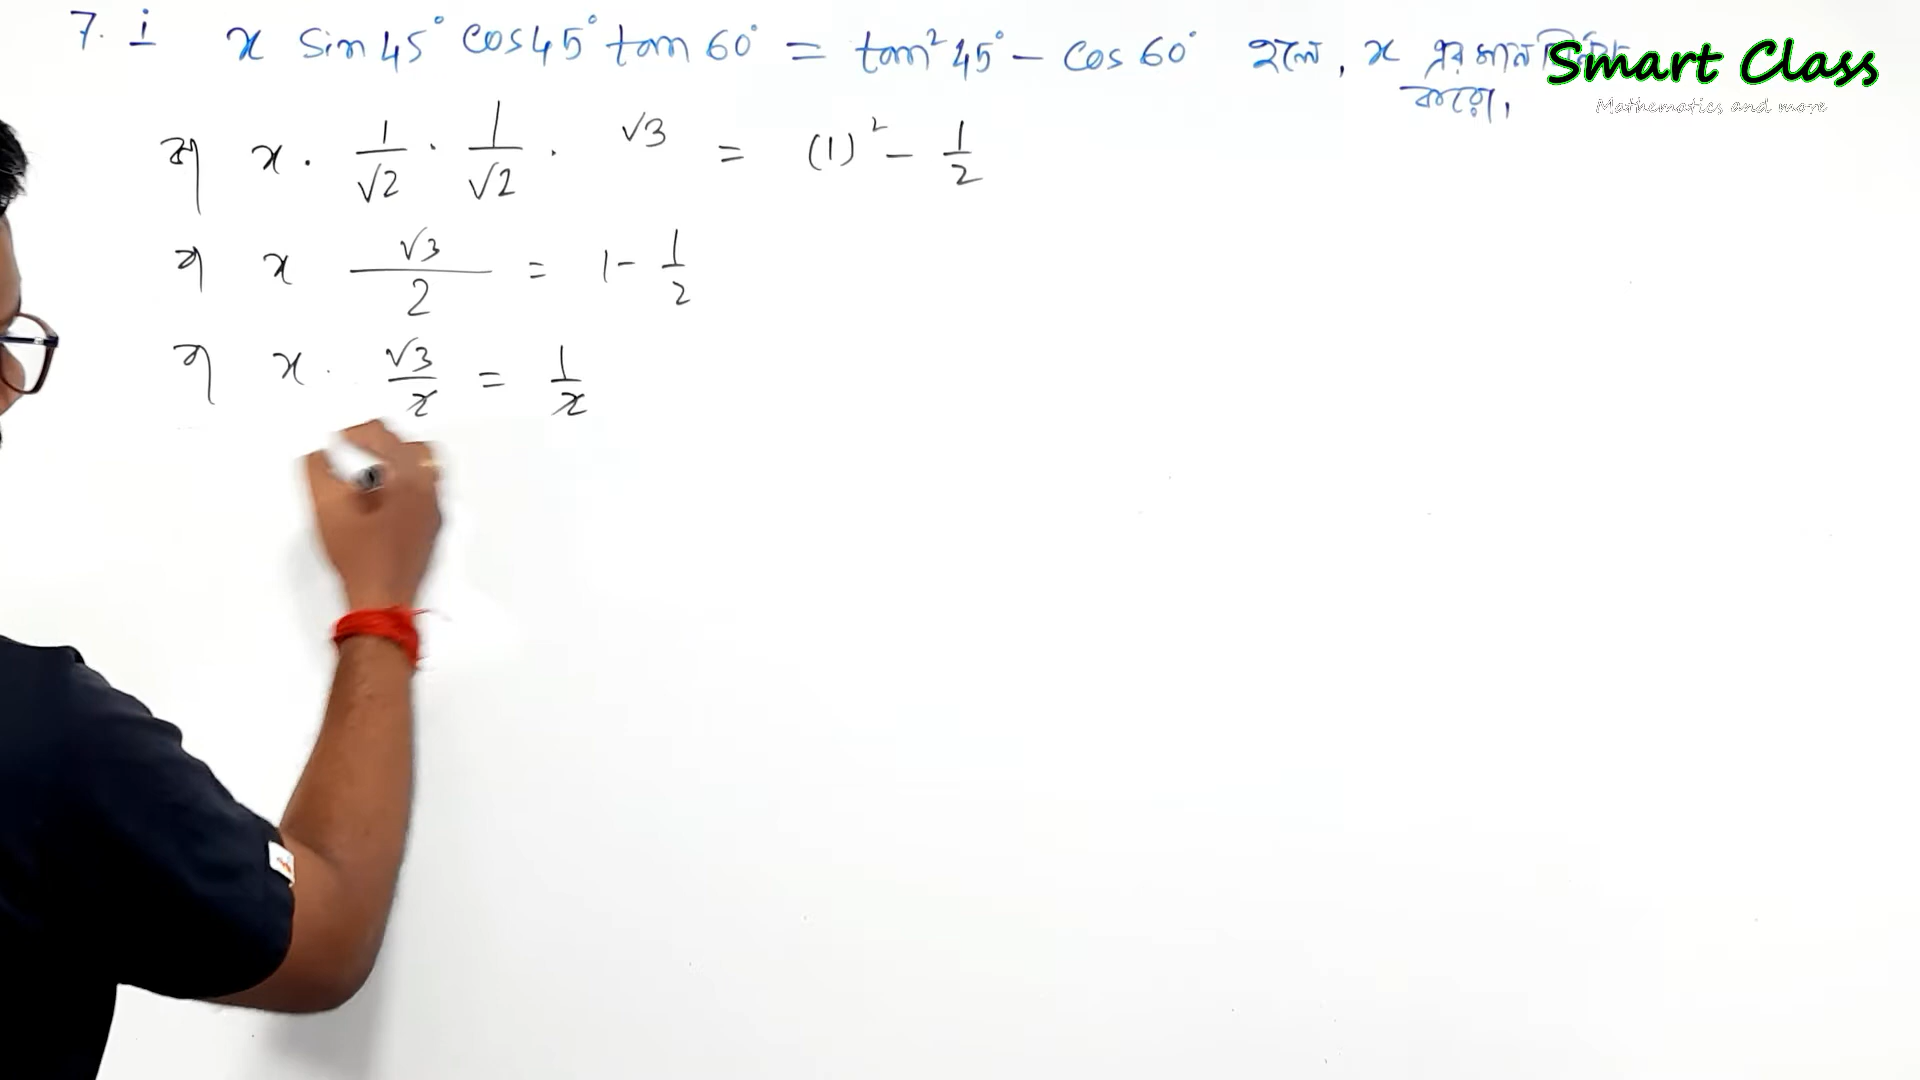 7. i x sin 45° cos 45° tan 60° = tan² 45° - cos 60° হলে, x এর মান
করো,
Smart Class
Mathematics and more
বা x · 1/√2 · 1/√2 · √3 = (1)² - 1/2
বা x √3/2 = 1 - 1/2
বা x · √3/2 = 1/2